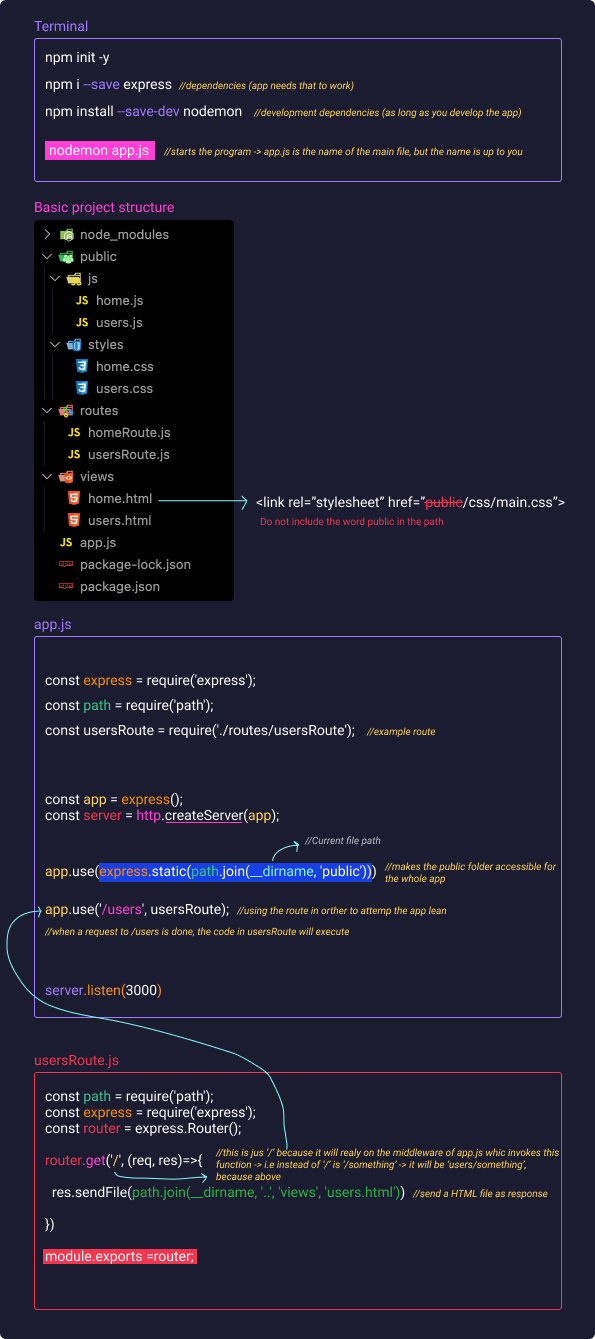 Terminal
npm init -y
npm i --save express //dependencies (app needs that to work)
npm install --save-dev nodemon //development dependencies (as long as you develop the app)
nodemon app.js //starts the program -> app.js is the name of the main file, but the name is up to you
Basic project structure
node_modules
public
js
JS home.js
JS users.js
styles
home.css
users.css
routes
JS homeRoute.js
JS usersRoute.js
views
home.html
<link rel="stylesheet" href="public/css/main.css">
users.html
Do not include the word public in the path
JS app.js
package-lock.json
package.json
app.js
const express = require('express');
const path = require('path');
const usersRoute = require('./routes/usersRoute'); //example route
const app = express();
const server = http.createServer(app);
//Current file path
app.use(express.static(path.join(__dirname, 'public'))) //makes the public folder accessible for
the whole app
app.use('/users', usersRoute); //using the route in orther to attemp the app lean
//when a request to /users is done, the code in usersRoute will execute
server.listen(3000)
usersRoute.js
const path = require('path');
const express = require('express');
const router = express.Router();
router.get('/', (req, res)=>{ //this is jus '/' because it will realy on the middleware of app.js whic invokes this
function -> i.e instead of '/' is '/something' -> it will be 'users/something',
because above
res.sendFile(path.join(__dirname, '..', 'views', 'users.html')) //send a HTML file as response
})
module.exports =router;